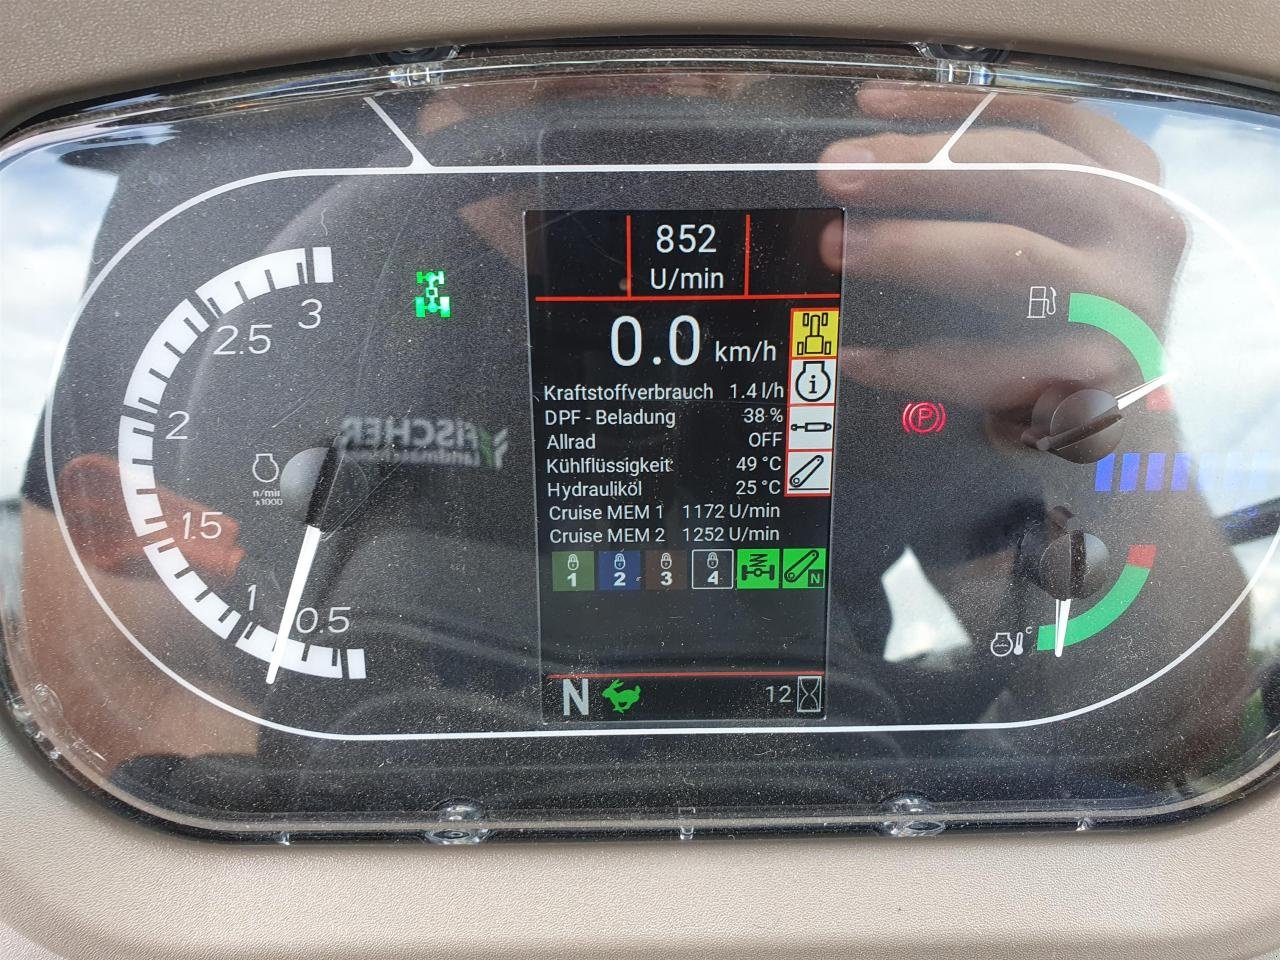 852
U/min
0.0 km/h
Kraftstoffverbrauch 1.4 l/h
DPF - Beladung 38 %
Allrad OFF
Kühlflüssigkeit 49 °C
Hydrauliköl 25 °C
Cruise MEM 1 1172 U/min
Cruise MEM 2 1252 U/min
1 2 3 4 N
N 12
3
2.5
2
1.5
1
0.5
n/min
x1000
FISCHER
Landmaschinen
P
i
°C